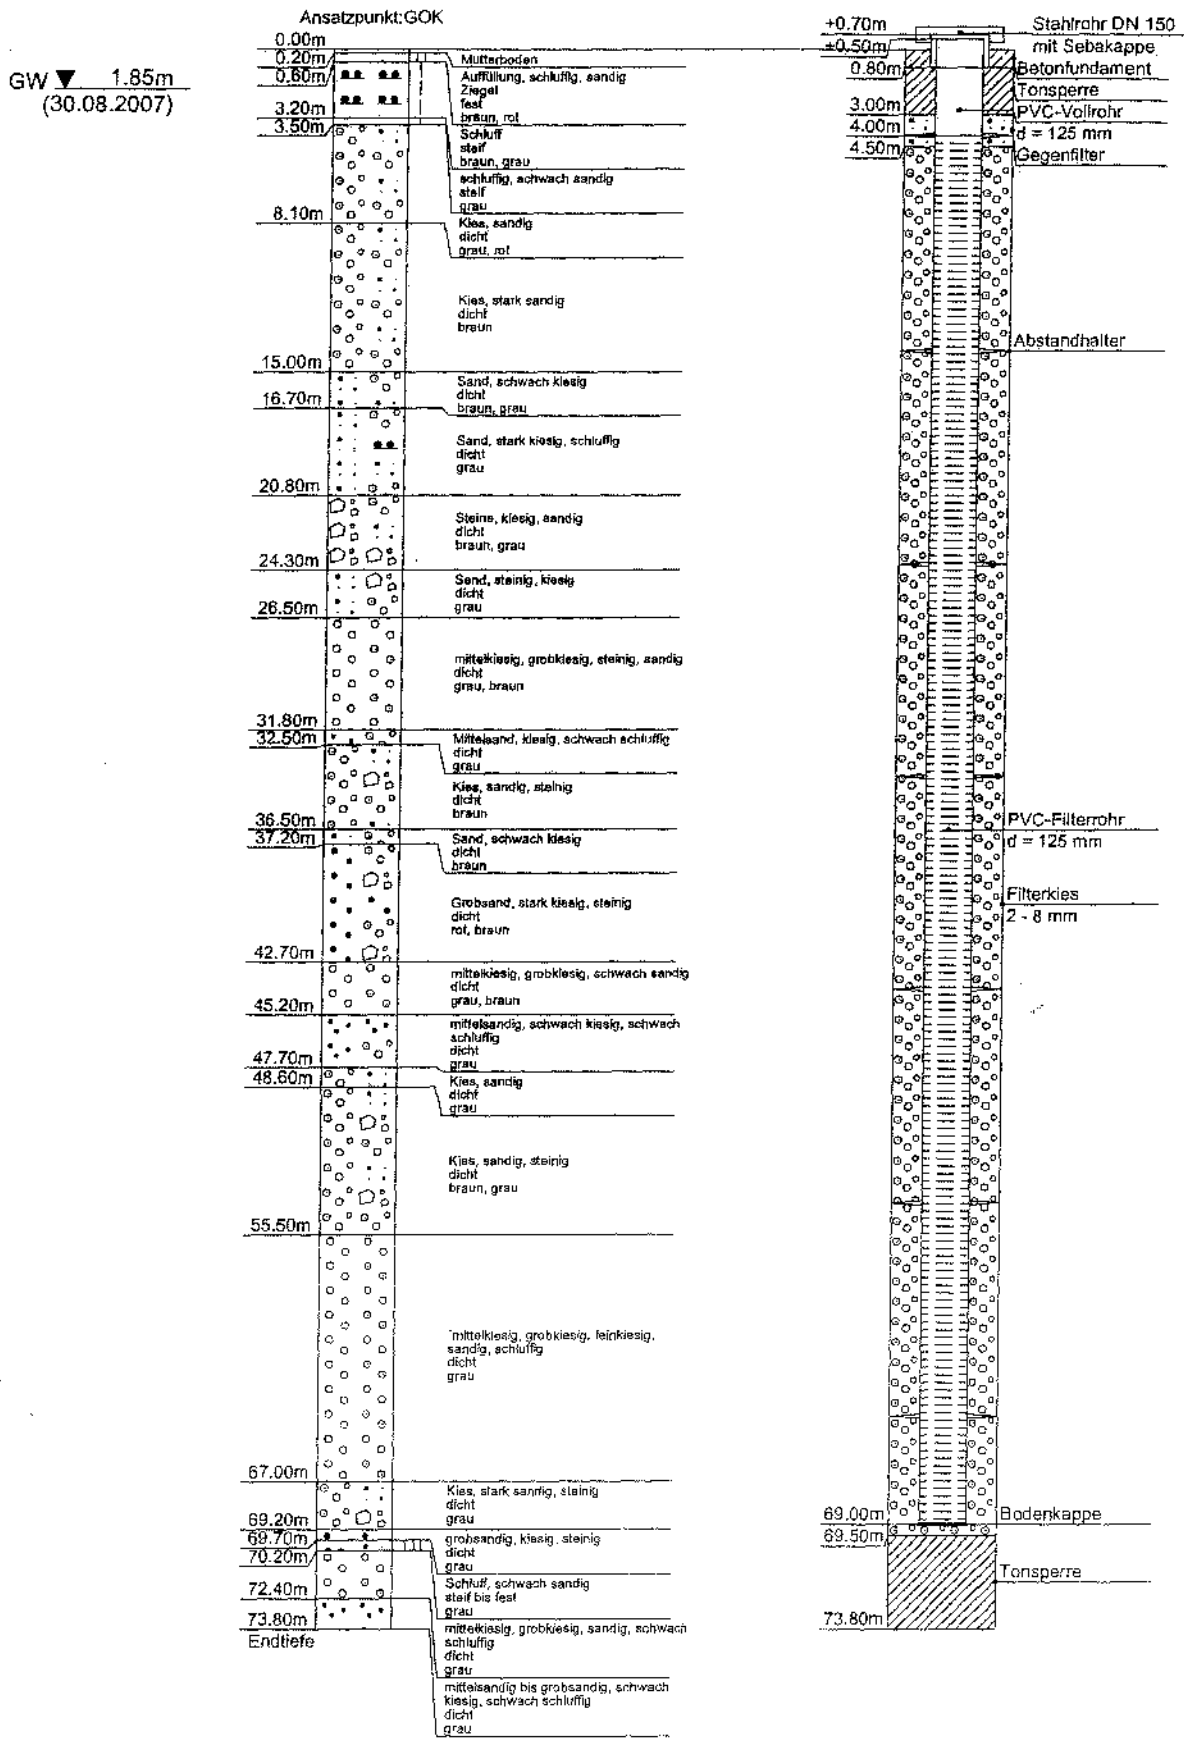 Ansatzpunkt:GOK
GW 1.85m
(30.08.2007)
0.00m
0.20m
Mutterboden
0.60m
Auffüllung, schluffig, sandig
Ziegel
fest
braun, rot
3.20m
Schluff
steif
braun, grau
3.50m
schluffig, schwach sandig
steif
grau
8.10m
Kies, sandig
dicht
grau, rot
Kies, stark sandig
dicht
braun
15.00m
Sand, schwach kiesig
dicht
braun, grau
16.70m
Sand, stark kiesig, schluffig
dicht
grau
20.80m
Steine, kiesig, sandig
dicht
braun, grau
24.30m
Sand, steinig, kiesig
dicht
grau
26.50m
mittelkiesig, grobkiesig, steinig, sandig
dicht
grau, braun
31.80m
32.50m
Mittelsand, kiesig, schwach schluffig
dicht
grau
Kies, sandig, steinig
dicht
braun
36.50m
37.20m
Sand, schwach kiesig
dicht
braun
Grobsand, stark kiesig, steinig
dicht
rot, braun
42.70m
mittelkiesig, grobkiesig, schwach sandig
dicht
grau, braun
45.20m
mittelsandig, schwach kiesig, schwach
schluffig
dicht
grau
47.70m
48.60m
Kies, sandig
dicht
grau
Kies, sandig, steinig
dicht
braun, grau
55.50m
mittelkiesig, grobkiesig, feinkiesig,
sandig, schluffig
dicht
grau
67.00m
Kies, stark sandig, steinig
dicht
grau
69.20m
69.70m
grobsandig, kiesig, steinig
dicht
grau
70.20m
Schluff, schwach sandig
steif bis fest
grau
72.40m
mittelkiesig, grobkiesig, sandig, schwach
schluffig
dicht
grau
73.80m
Endtiefe
mittelsandig bis grobsandig, schwach
kiesig, schwach schluffig
dicht
grau
+0.70m
Stahlrohr DN 150
mit Sebakappe
+0.50m
0.80m
Betonfundament
Tonsperre
3.00m
PVC-Vollrohr
d = 125 mm
4.00m
4.50m
Gegenfilter
Abstandhalter
PVC-Filterrohr
d = 125 mm
Filterkies
2 - 8 mm
69.00m
Bodenkappe
69.50m
Tonsperre
73.80m